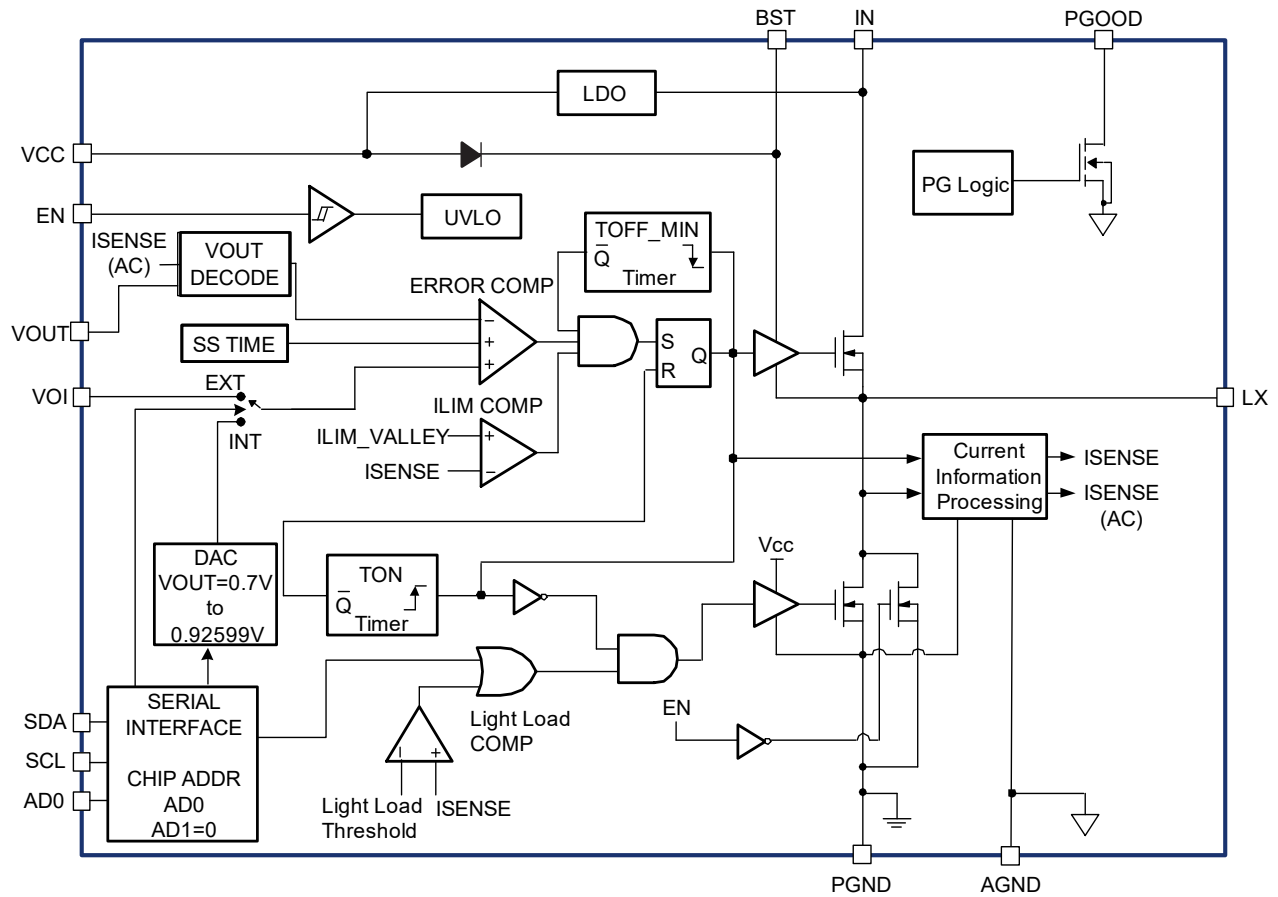 BST
IN
PGOOD
LDO
VCC
PG Logic
EN
UVLO
ISENSE
(AC)
VOUT
DECODE
TOFF_MIN
Q
Timer
ERROR COMP
VOUT
SS TIME
−
+
+
S
R
Q
VOI
EXT
INT
LX
ILIM COMP
ILIM_VALLEY
+
ISENSE
−
Current
Information
Processing
ISENSE
ISENSE
(AC)
DAC
VOUT=0.7V
to
0.92599V
TON
Q
Timer
Vcc
SERIAL
INTERFACE
CHIP ADDR
AD0
AD1=0
SDA
SCL
AD0
Light Load
COMP
−
+
EN
Light Load
Threshold
ISENSE
PGND
AGND